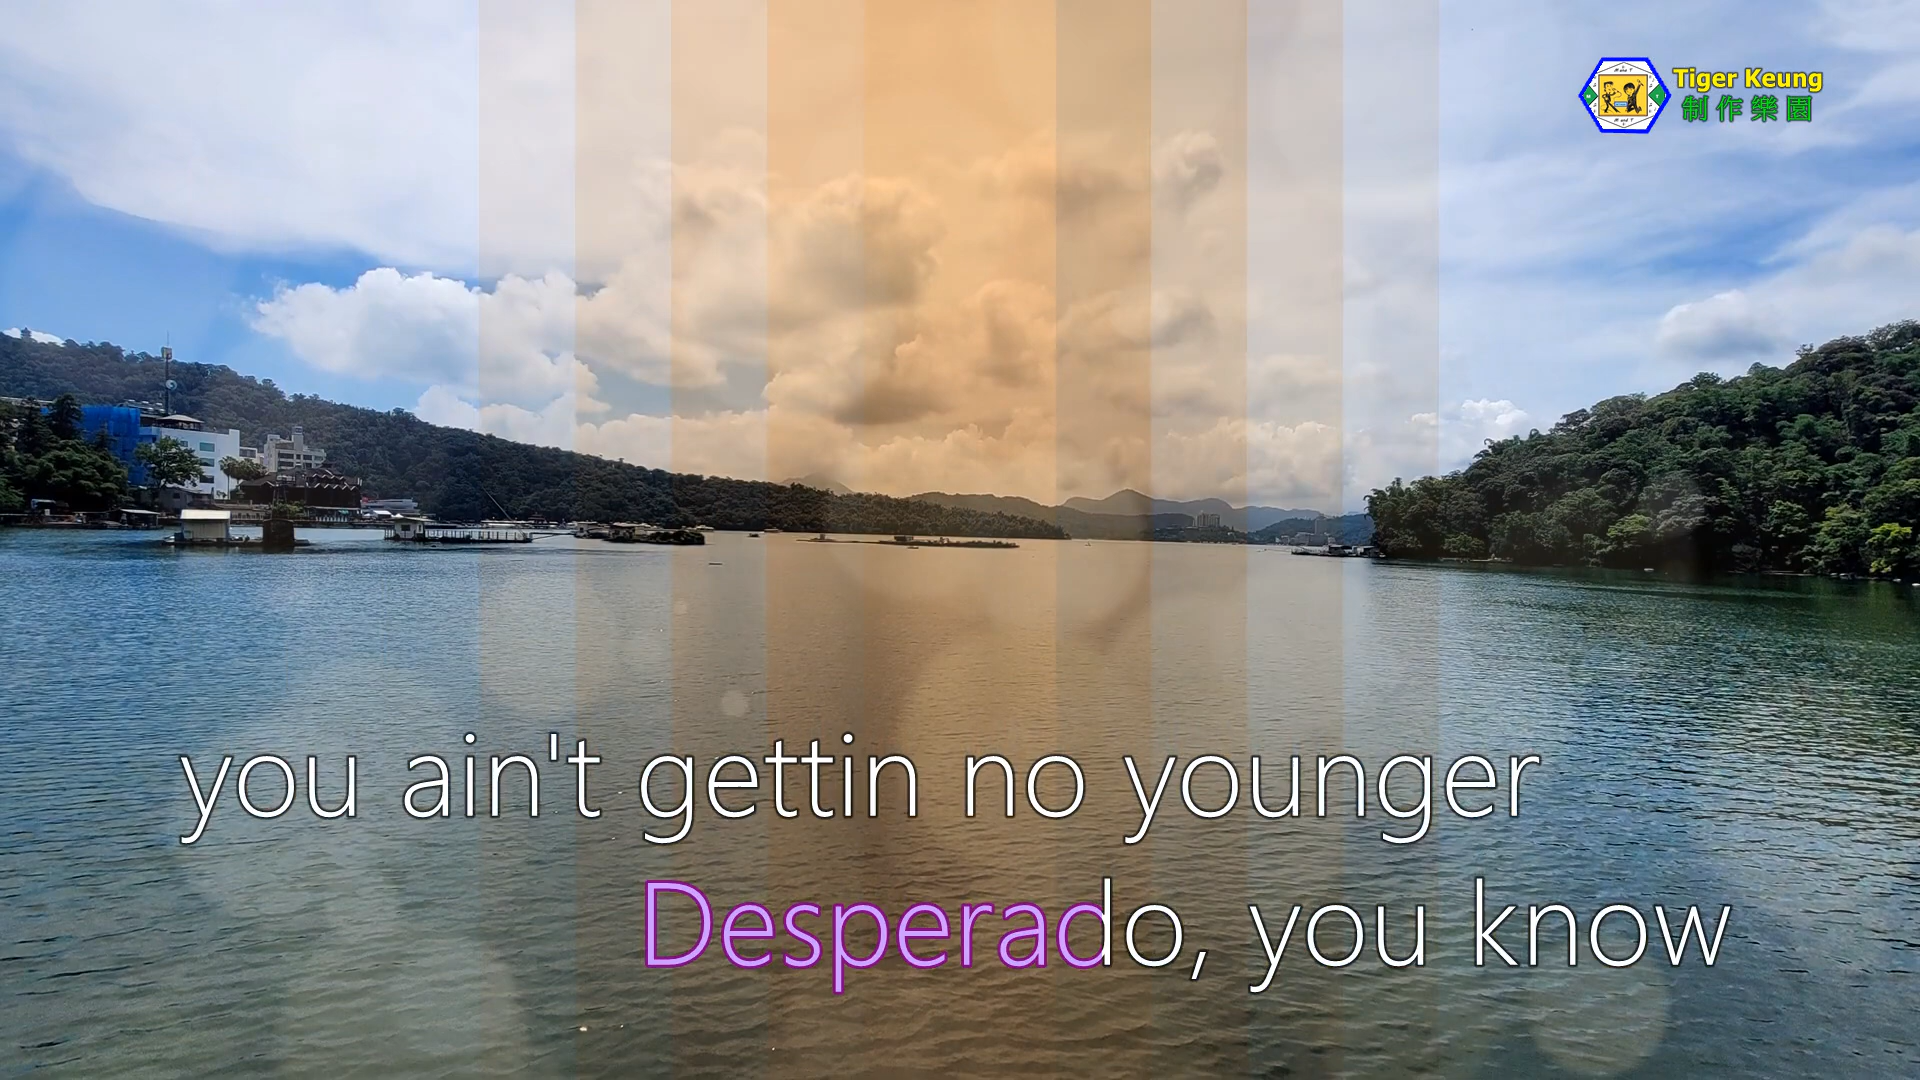 Tiger Keung
制作樂園
you ain't gettin no younger
Desperado, you know